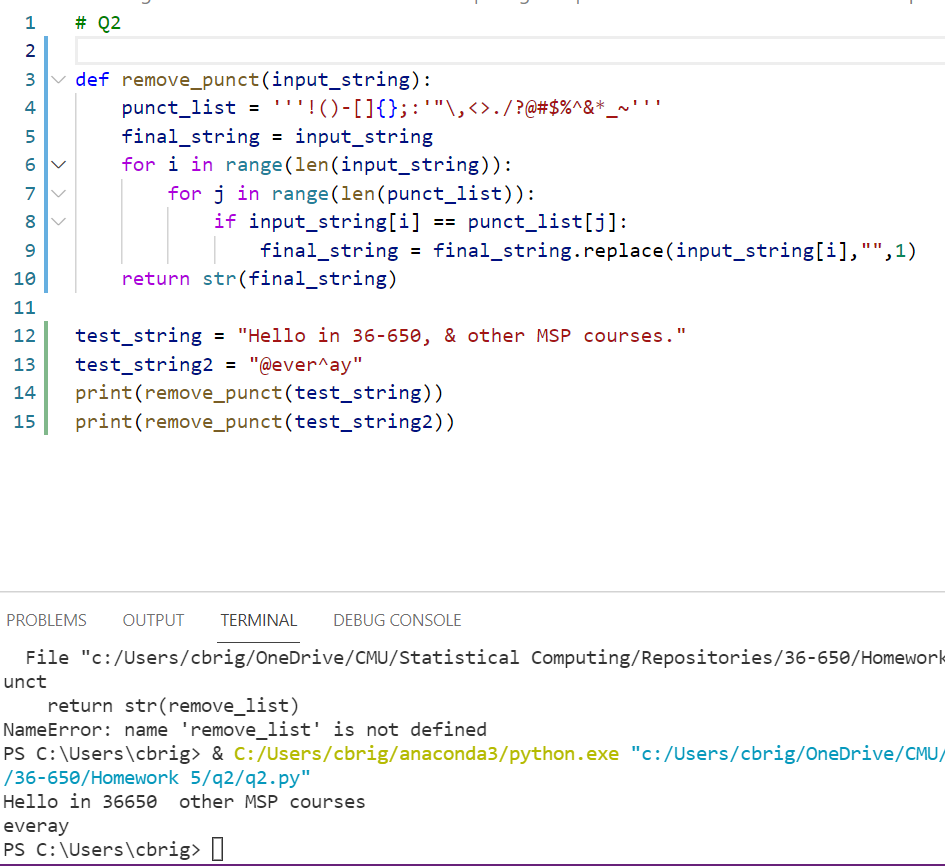 1 # Q2
2
3 def remove_punct(input_string):
4     punct_list = '''!()-[]{};:'"\,<>./?@#$%^&*_~'''
5     final_string = input_string
6     for i in range(len(input_string)):
7         for j in range(len(punct_list)):
8             if input_string[i] == punct_list[j]:
9                 final_string = final_string.replace(input_string[i],"",1)
10     return str(final_string)
11
12 test_string = "Hello in 36-650, & other MSP courses."
13 test_string2 = "@ever^ay"
14 print(remove_punct(test_string))
15 print(remove_punct(test_string2))
PROBLEMS OUTPUT TERMINAL DEBUG CONSOLE
  File "c:/Users/cbrig/OneDrive/CMU/Statistical Computing/Repositories/36-650/Homework
unct
    return str(remove_list)
NameError: name 'remove_list' is not defined
PS C:\Users\cbrig> & C:/Users/cbrig/anaconda3/python.exe "c:/Users/cbrig/OneDrive/CMU/
/36-650/Homework 5/q2/q2.py"
Hello in 36650  other MSP courses
everay
PS C:\Users\cbrig>